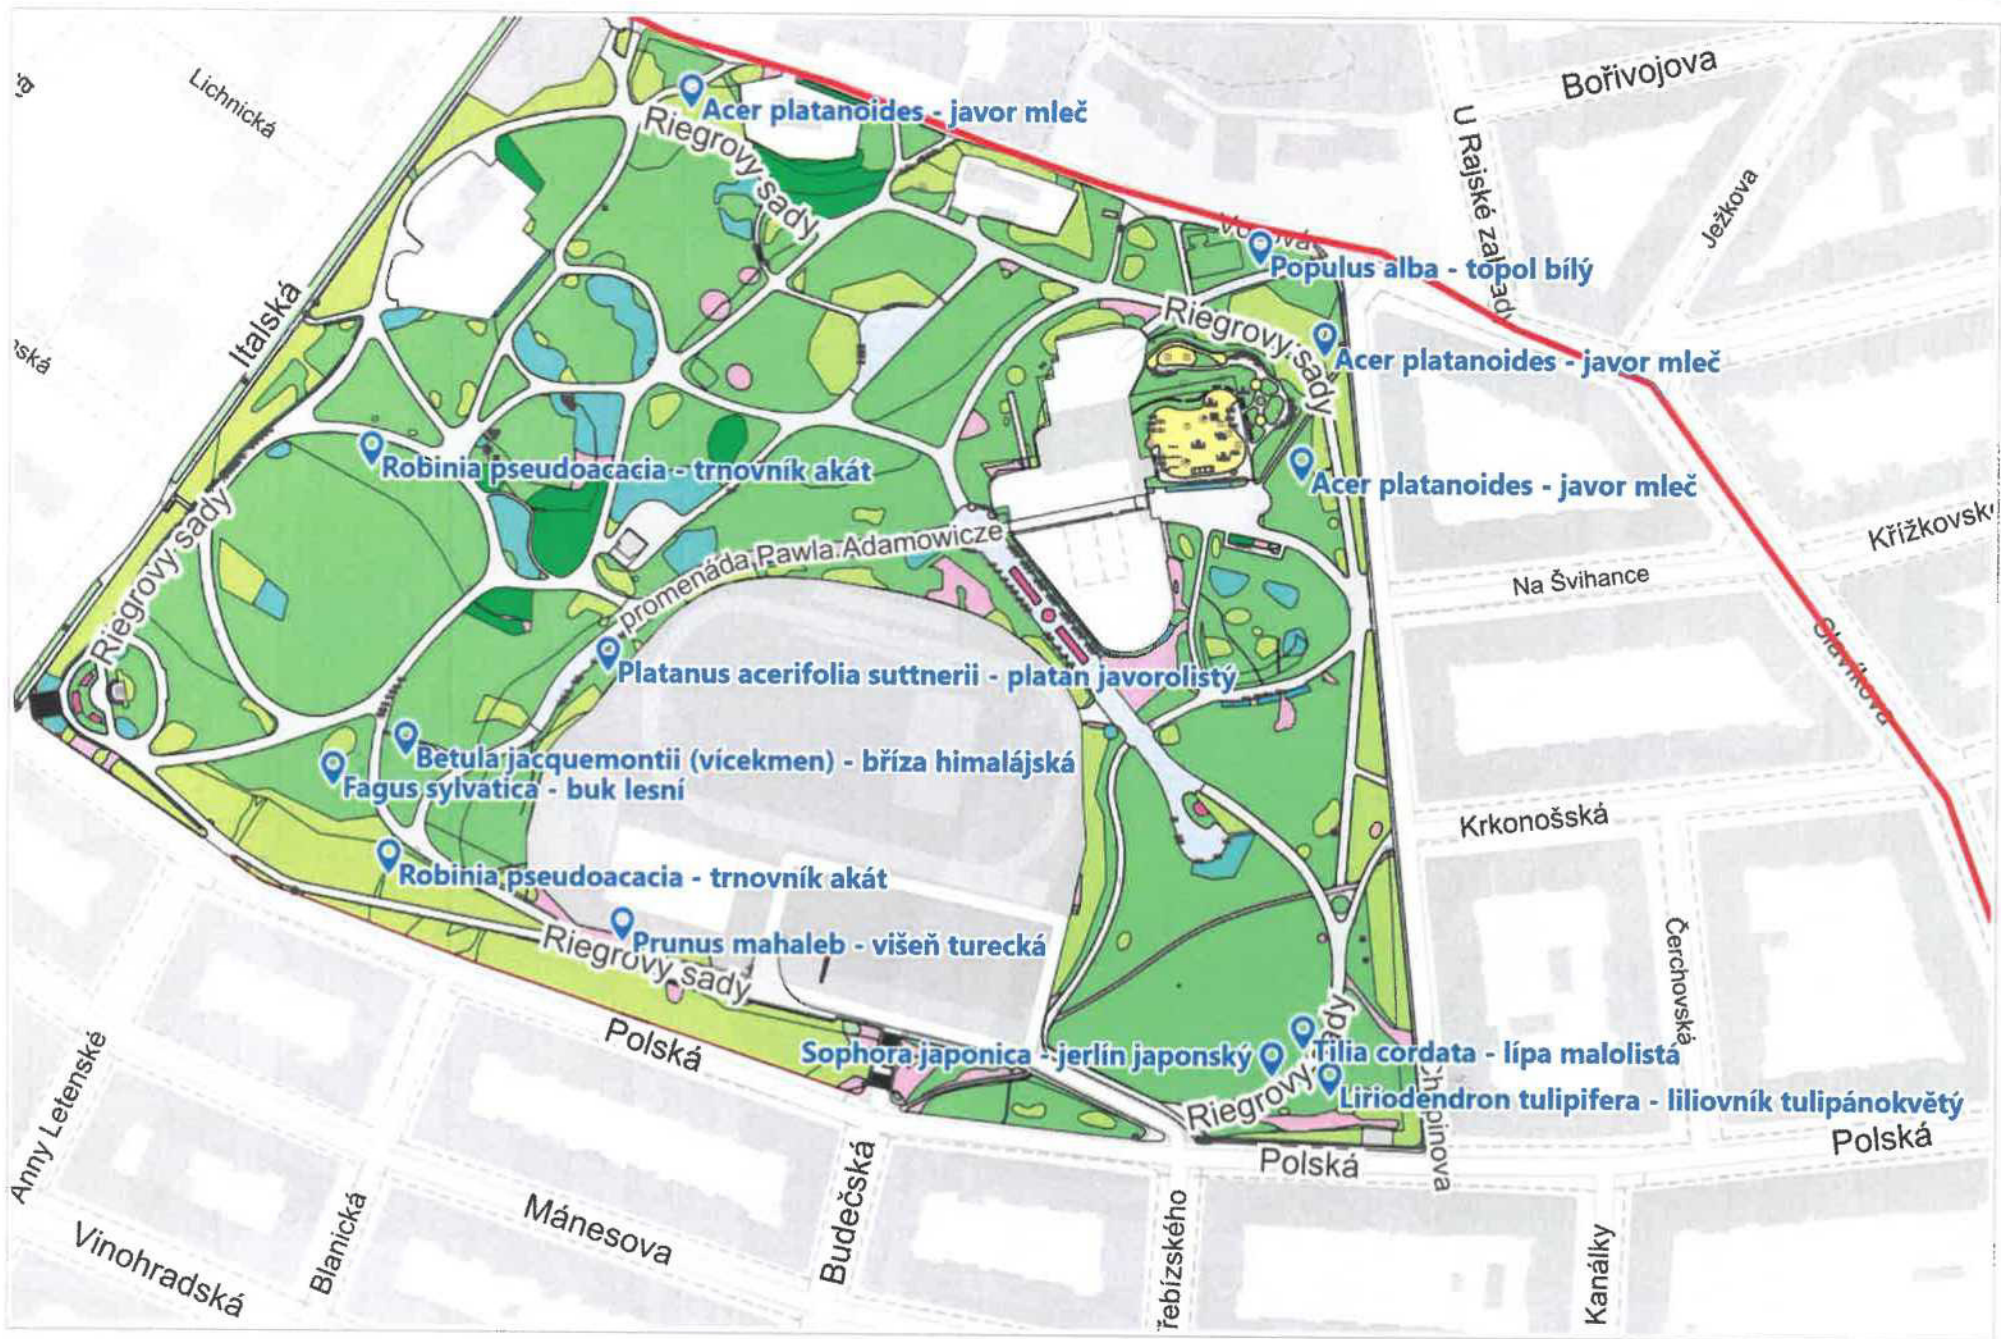 Lichnická
Bořivojova
Acer platanoides - javor mleč
Riegrovy sady
U Rajské zahrady
Ježkova
Populus alba - topol bílý
Italská
Riegrovy sady
Acer platanoides - javor mleč
Robinia pseudoacacia - trnovník akát
Acer platanoides - javor mleč
Riegrovy sady
promenáda Pawla Adamowicze
Na Švihance
Platanus acerifolia suttnerii - platan javorolistý
Slavíkova
Betula jacquemontii (vícekmen) - bříza himalájská
Fagus sylvatica - buk lesní
Krkonošská
Robinia pseudoacacia - trnovník akát
Prunus mahaleb - višeň turecká
Riegrovy sady
Čerchovská
Polská
Sophora japonica - jerlín japonský
Tilia cordata - lípa malolistá
Riegrovy sady
Liriodendron tulipifera - liliovník tulipánokvětý
Anny Letenské
Polská
Polská
Vinohradská
Blanická
Mánesova
Budečská
řebízského
Kanálky